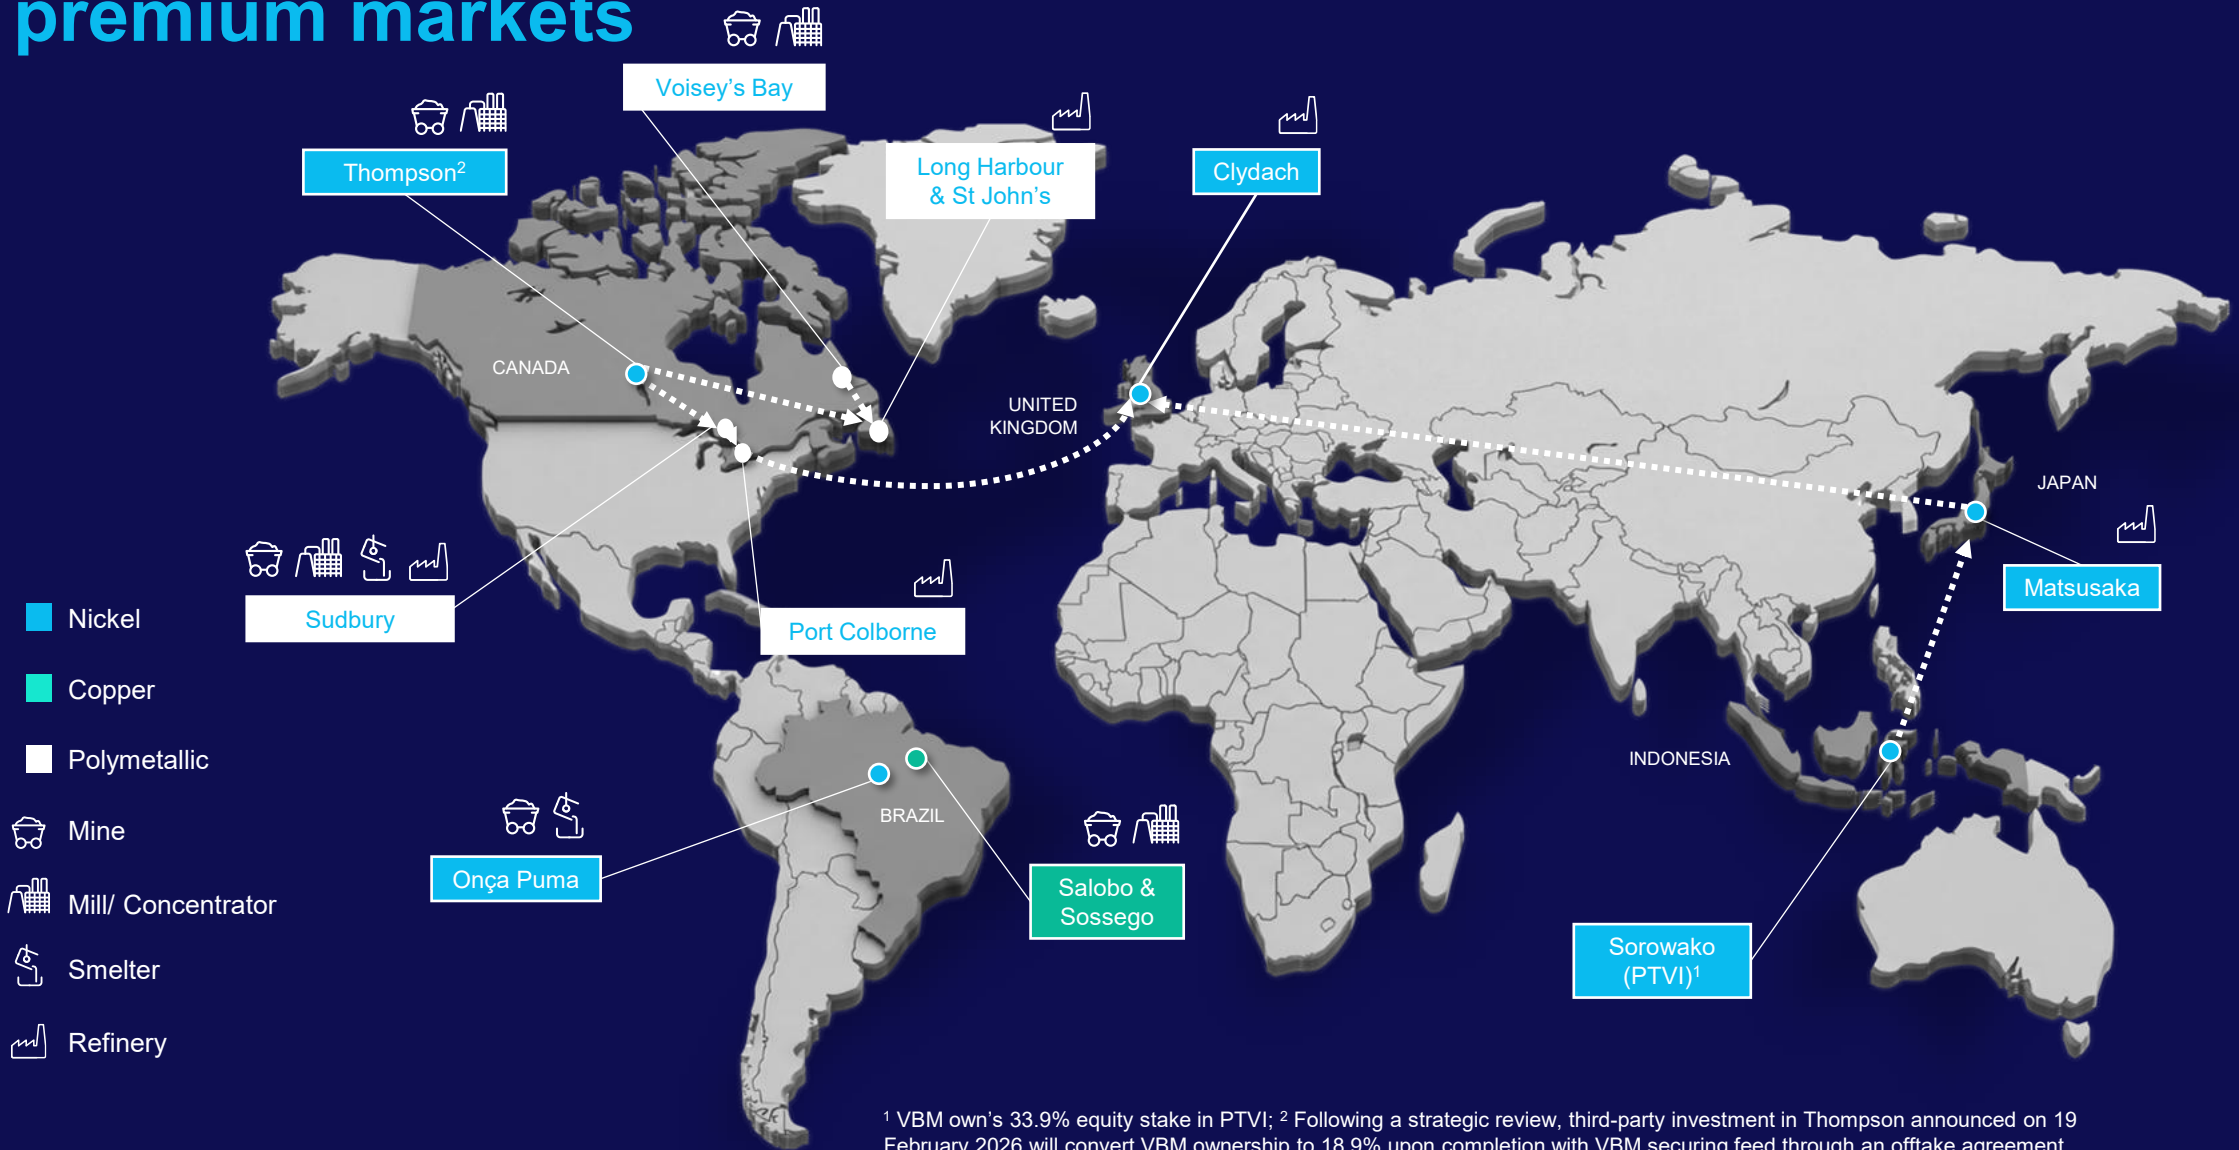 premium markets
Voisey's Bay
Thompson²
Long Harbour
& St John's
Clydach
CANADA
UNITED
KINGDOM
JAPAN
Matsusaka
Sudbury
Port Colborne
Nickel
Copper
Polymetallic
Mine
Mill/ Concentrator
Smelter
Refinery
INDONESIA
BRAZIL
Onça Puma
Salobo &
Sossego
Sorowako
(PTVI)¹
¹ VBM own's 33.9% equity stake in PTVI; ² Following a strategic review, third-party investment in Thompson announced on 19
February 2026 will convert VBM ownership to 18.9% upon completion with VBM securing feed through an offtake agreement